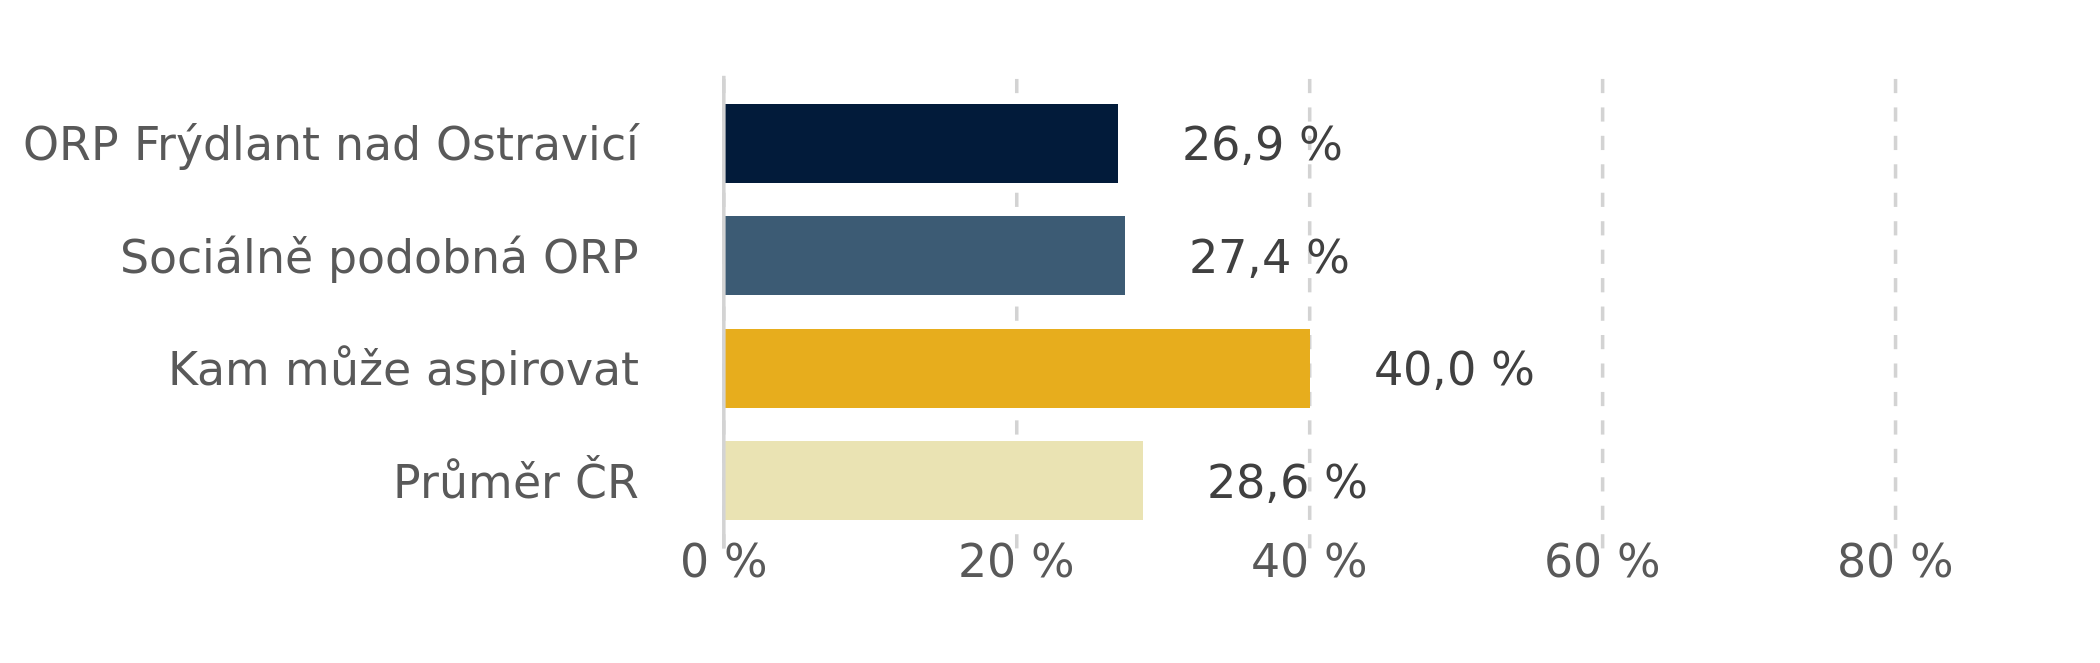 ORP Frýdlant nad Ostravicí 26,9 %
Sociálně podobná ORP 27,4 %
Kam může aspirovat 40,0 %
Průměr ČR 28,6 %
0 % 20 % 40 % 60 % 80 %